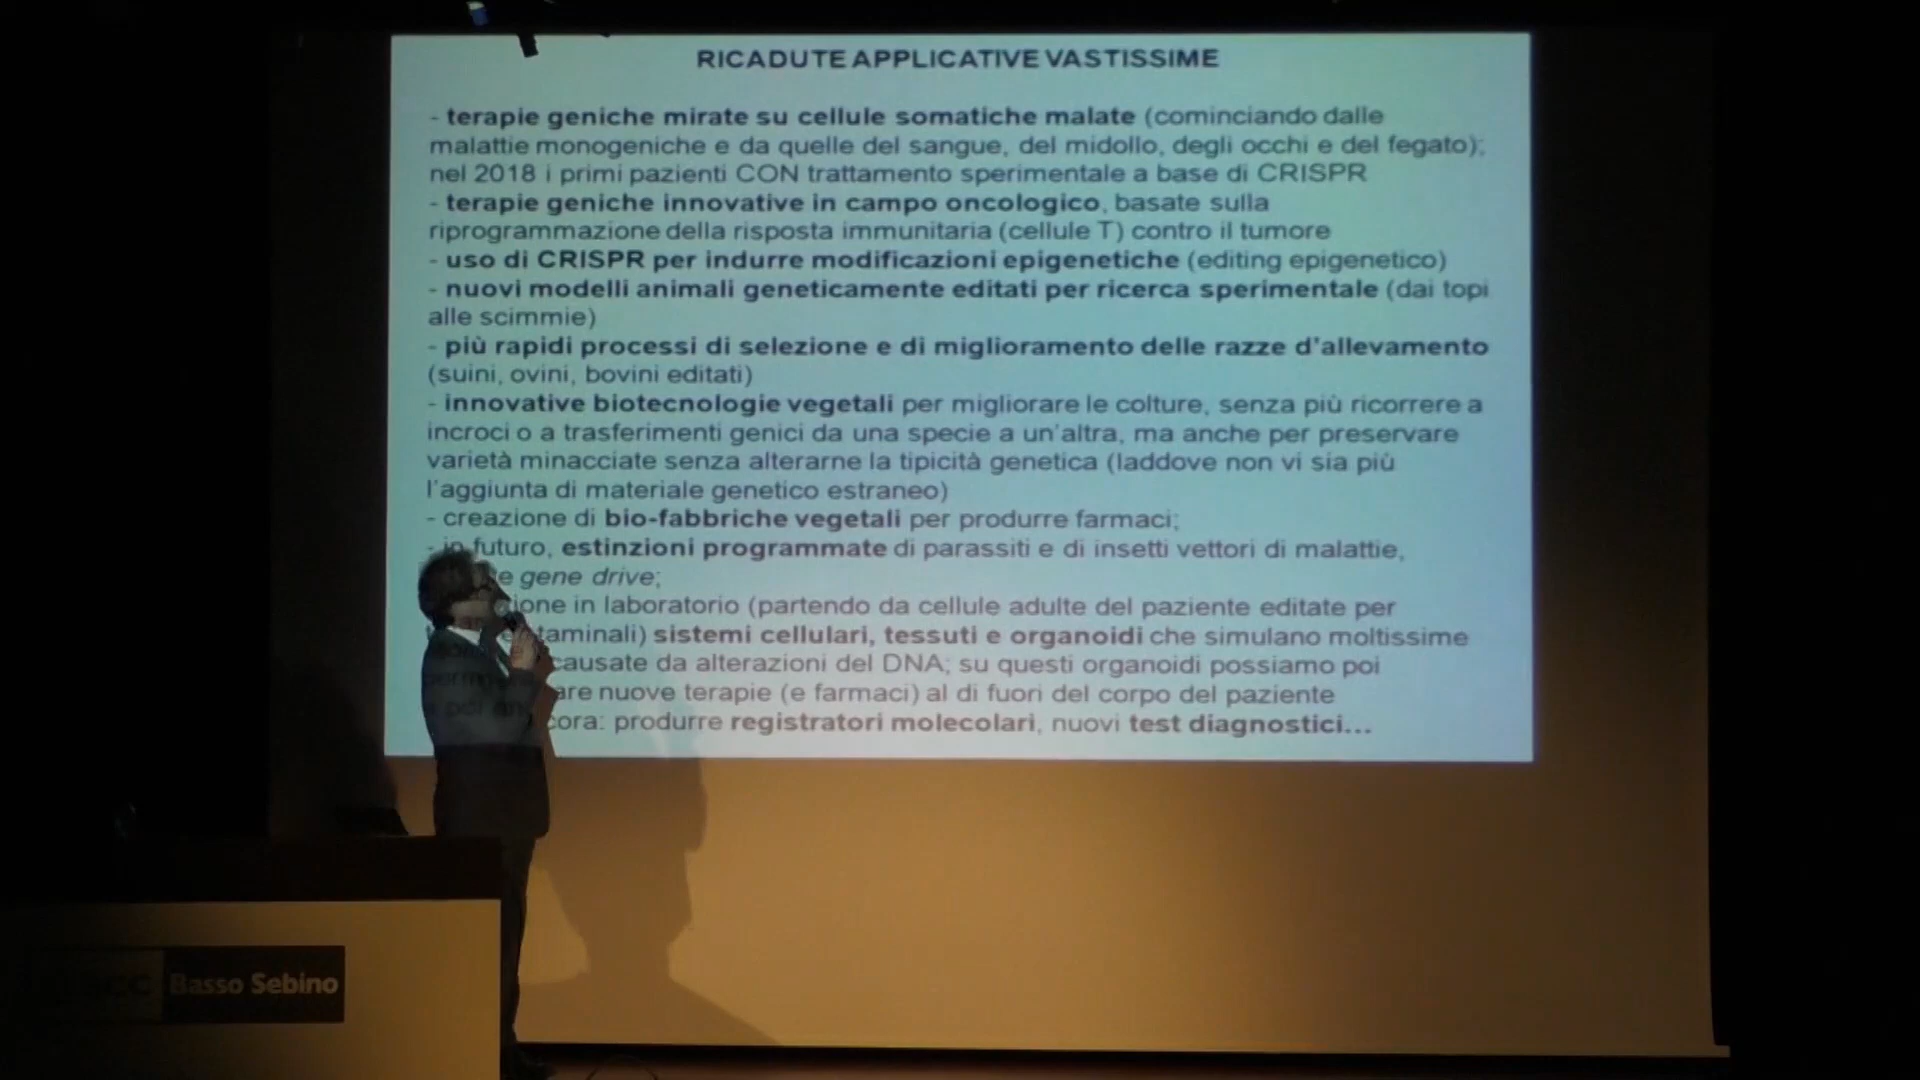 RICADUTE APPLICATIVE VASTISSIME
- terapie geniche mirate su cellule somatiche malate (cominciando dalle
malattie monogeniche e da quelle del sangue, del midollo, degli occhi e del fegato);
nel 2018 i primi pazienti CON trattamento sperimentale a base di CRISPR
- terapie geniche innovative in campo oncologico, basate sulla
riprogrammazione della risposta immunitaria (cellule T) contro il tumore
- uso di CRISPR per indurre modificazioni epigenetiche (editing epigenetico)
- nuovi modelli animali geneticamente editati per ricerca sperimentale (dai topi
alle scimmie)
- più rapidi processi di selezione e di miglioramento delle razze d'allevamento
(suini, ovini, bovini editati)
- innovative biotecnologie vegetali per migliorare le colture, senza più ricorrere a
incroci o a trasferimenti genici da una specie a un'altra, ma anche per preservare
varietà minacciate senza alterarne la tipicità genetica (laddove non vi sia più
l'aggiunta di materiale genetico estraneo)
- creazione di bio-fabbriche vegetali per produrre farmaci;
- in futuro, estinzioni programmate di parassiti e di insetti vettori di malattie,
e gene drive;
ione in laboratorio (partendo da cellule adulte del paziente editate per
taminali) sistemi cellulari, tessuti e organoidi che simulano moltissime
causate da alterazioni del DNA; su questi organoidi possiamo poi
are nuove terapie (e farmaci) al di fuori del corpo del paziente
cora: produrre registratori molecolari, nuovi test diagnostici...
Basso Sebino